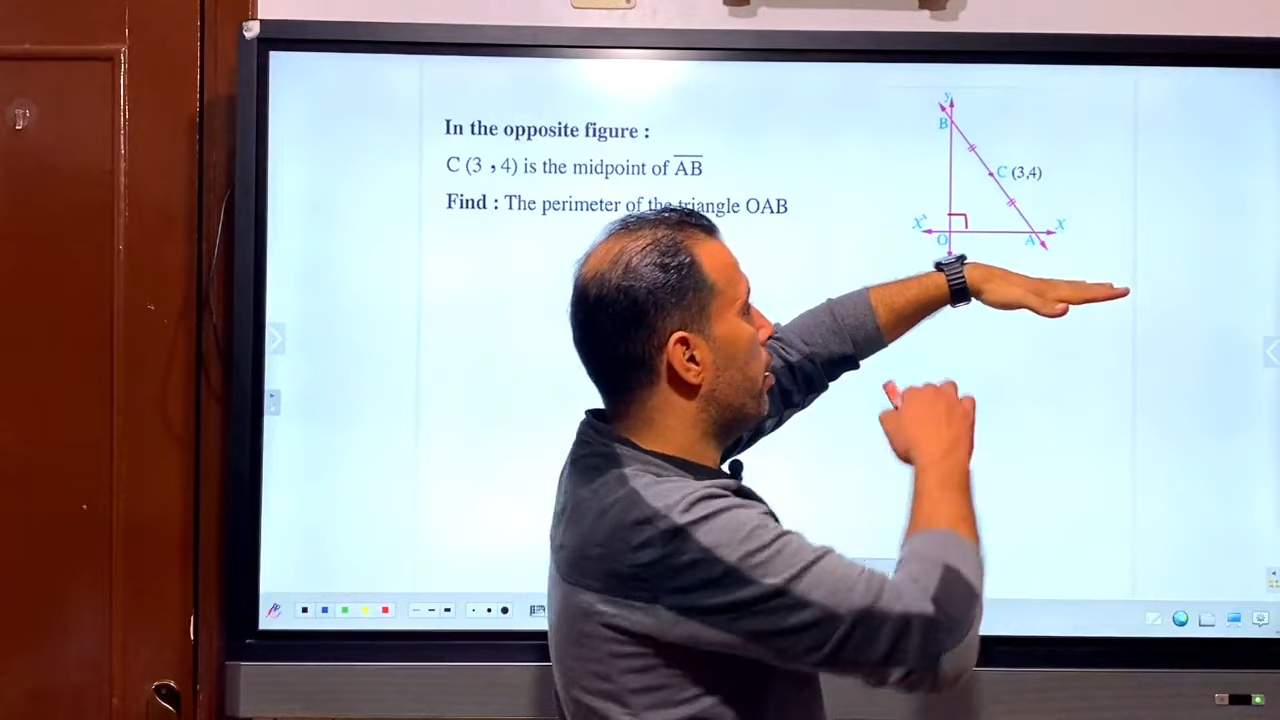 In the opposite figure :
C (3 , 4) is the midpoint of AB
Find : The perimeter of the triangle OAB
y
B
C (3,4)
X' X
O A